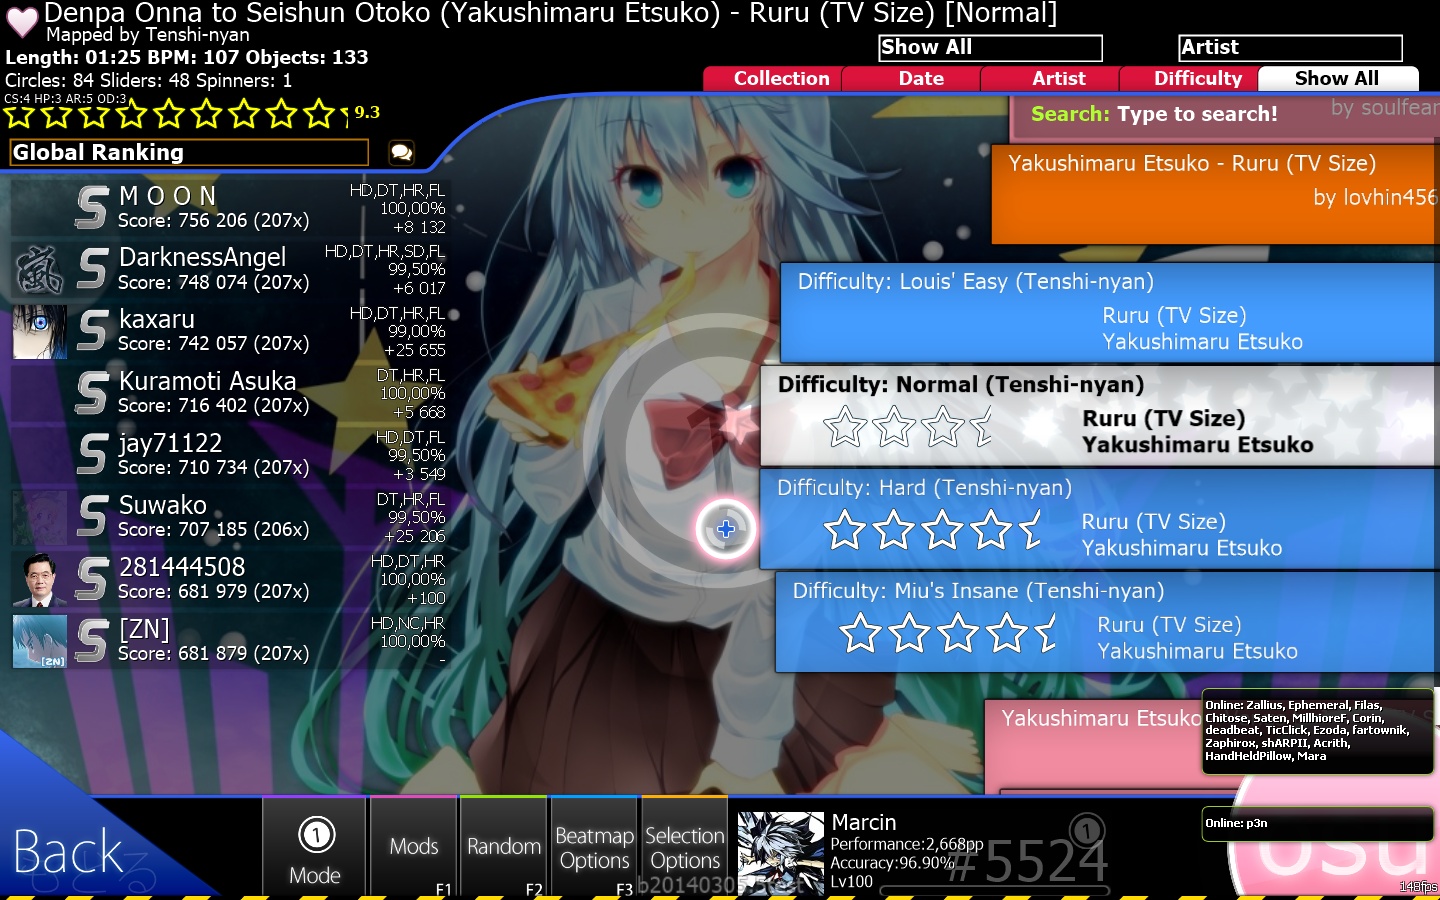 Denpa Onna to Seishun Otoko (Yakushimaru Etsuko) - Ruru (TV Size) [Normal]
Mapped by Tenshi-nyan
Length: 01:25 BPM: 107 Objects: 133
Circles: 84 Sliders: 48 Spinners: 1
CS:4 HP:3 AR:5 OD:3
9.3
Show All
Artist
Collection
Date
Artist
Difficulty
Show All
Global Ranking
Search: Type to search!
by soulfear
M O O N
Score: 756 206 (207x)
HD,DT,HR,FL
100,00%
+8 132
DarknessAngel
Score: 748 074 (207x)
HD,DT,HR,SD,FL
99,50%
+6 017
kaxaru
Score: 742 057 (207x)
HD,DT,HR,FL
99,00%
+25 655
Kuramoti Asuka
Score: 716 402 (207x)
DT,HR,FL
100,00%
+5 668
jay71122
Score: 710 734 (207x)
HD,DT,FL
99,50%
+3 549
Suwako
Score: 707 185 (206x)
DT,HR,FL
99,50%
+25 206
281444508
Score: 681 979 (207x)
HD,DT,HR
100,00%
+100
[ZN]
[ZN]
Score: 681 879 (207x)
HD,NC,HR
100,00%
-
Yakushimaru Etsuko - Ruru (TV Size)
by lovhin456
Difficulty: Louis' Easy (Tenshi-nyan)
Ruru (TV Size)
Yakushimaru Etsuko
Difficulty: Normal (Tenshi-nyan)
Ruru (TV Size)
Yakushimaru Etsuko
Difficulty: Hard (Tenshi-nyan)
Ruru (TV Size)
Yakushimaru Etsuko
Difficulty: Miu's Insane (Tenshi-nyan)
Ruru (TV Size)
Yakushimaru Etsuko
Yakushimaru Etsuko
Online: Zallius, Ephemeral, Filas,
Chitose, Saten, MillhioreF, Corin,
deadbeat, TicClick, Ezoda, fartownik,
Zaphirox, shARPII, Acrith,
HandHeldPillow, Mara
Online: p3n
Back
もどる
1
Mode
Mods
F1
Random
F2
Beatmap
Options
F3
Selection
Options
Marcin
Performance:2,668pp
Accuracy:96.90%
Lv100
1
#5524
osu
148fps